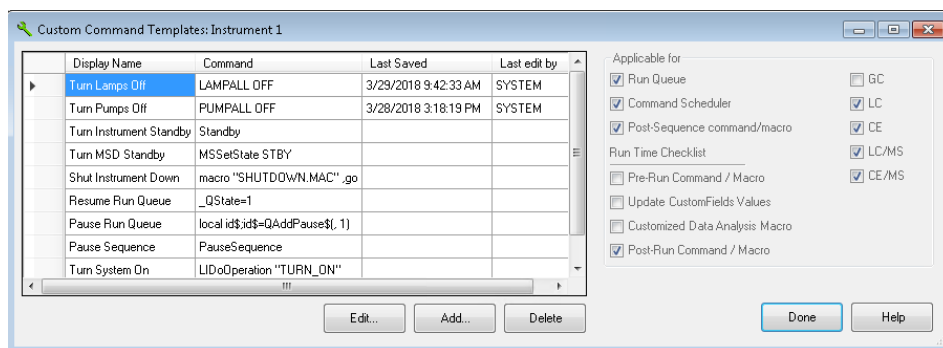 Custom Command Templates: Instrument 1
Display Name Command Last Saved Last edit by
Turn Lamps Off LAMPALL OFF 3/29/2018 9:42:33 AM SYSTEM
Turn Pumps Off PUMPALL OFF 3/28/2018 3:18:19 PM SYSTEM
Turn Instrument Standby Standby
Turn MSD Standby MSSetState STBY
Shut Instrument Down macro "SHUTDOWN.MAC" ,go
Resume Run Queue _QState=1
Pause Run Queue local id$;id$=QAddPause$(, 1)
Pause Sequence PauseSequence
Turn System On LIDoOperation "TURN_ON"
Edit... Add... Delete
Applicable for
Run Queue GC
Command Scheduler LC
Post-Sequence command/macro CE
Run Time Checklist LC/MS
Pre-Run Command / Macro CE/MS
Update CustomFields Values
Customized Data Analysis Macro
Post-Run Command / Macro
Done Help